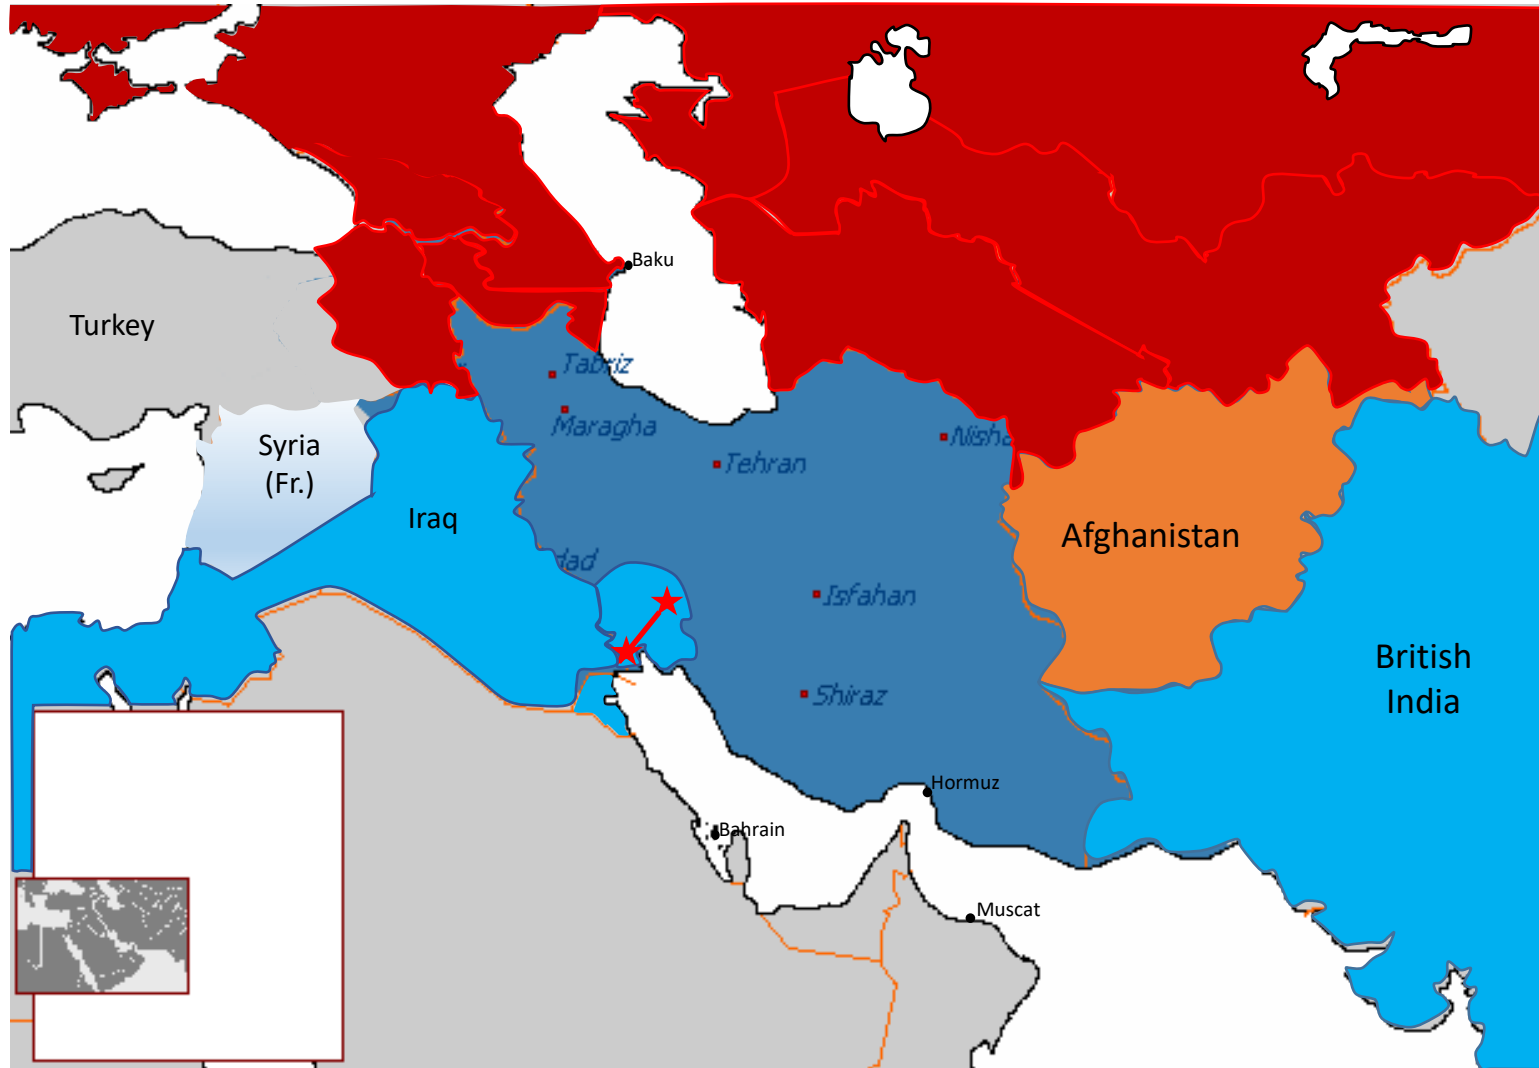 Baku
Turkey
Tabriz
Maragha
Syria
(Fr.)
Tehran
Iraq
Afghanistan
Isfahan
British
India
Shiraz
Hormuz
Bahrain
Muscat